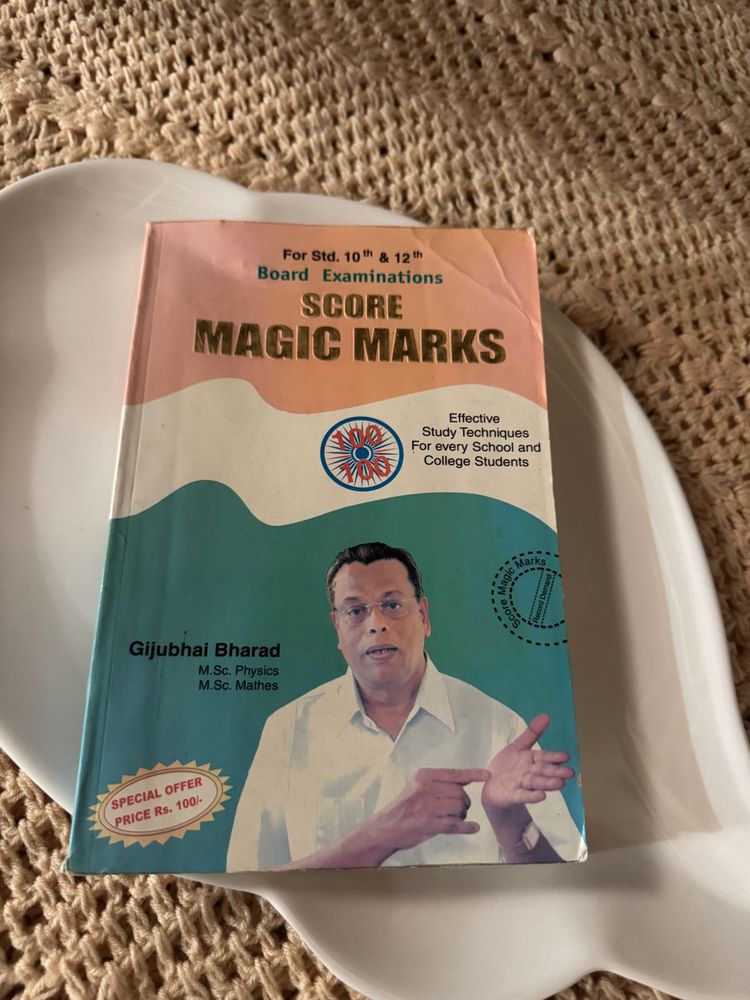 For Std. 10th & 12th
Board Examinations
SCORE
MAGIC MARKS
100
100
Effective
Study Techniques
For every School and
College Students
Score Magic Marks
Record Demand
Gijubhai Bharad
M.Sc. Physics
M.Sc. Mathes
SPECIAL OFFER
PRICE Rs. 100/-